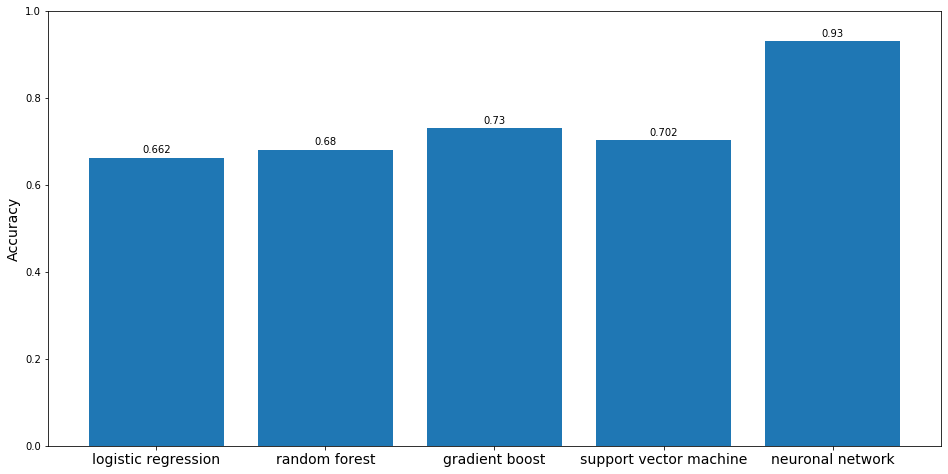 1.0
0.8
0.6
0.4
0.2
0.0
Accuracy
0.662
0.68
0.73
0.702
0.93
logistic regression
random forest
gradient boost
support vector machine
neuronal network